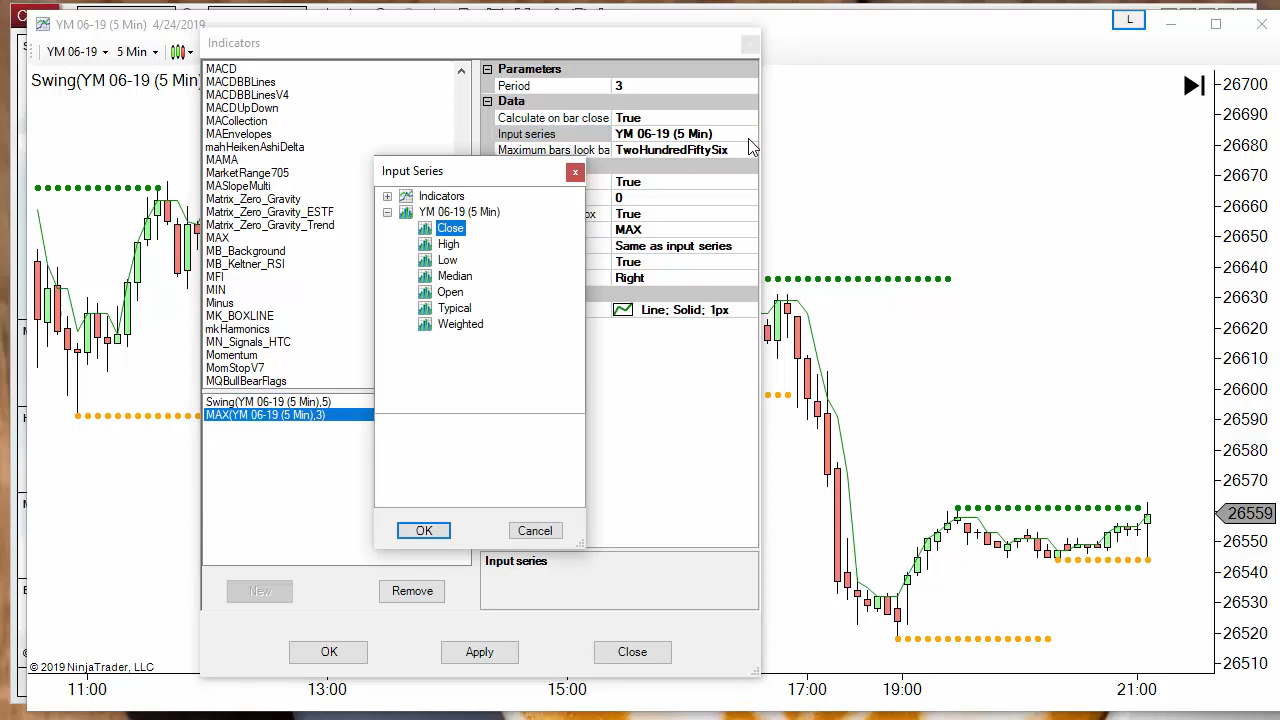 YM 06-19 (5 Min) 4/24/2019
L
YM 06-19
5 Min
Swing(YM 06-19 (5 Min)
Indicators
MACD
MACDBBLines
MACDBBLinesV4
MACDUpDown
MACollection
MAEnvelopes
mahHeikenAshiDelta
MAMA
MarketRange705
MASlopeMulti
Matrix_Zero_Gravity
Matrix_Zero_Gravity_ESTF
Matrix_Zero_Gravity_Trend
MAX
MB_Background
MB_Keltner_RSI
MFI
MIN
Minus
MK_BOXLINE
mkHarmonics
MN_Signals_HTC
Momentum
MomStopV7
MQBullBearFlags
Swing(YM 06-19 (5 Min),5)
MAX(YM 06-19 (5 Min),3)
New
Remove
OK
Apply
Close
Parameters
Period 3
Data
Calculate on bar close True
Input series YM 06-19 (5 Min)
Maximum bars look ba TwoHundredFiftySix
True
0
ox True
MAX
Same as input series
True
Right
Line; Solid; 1px
Input series
Input Series
x
Indicators
YM 06-19 (5 Min)
Close
High
Low
Median
Open
Typical
Weighted
OK
Cancel
26700
26690
26680
26670
26660
26650
26640
26630
26620
26610
26600
26590
26580
26570
26559
26550
26540
26530
26520
26510
© 2019 NinjaTrader, LLC
11:00
13:00
15:00
17:00
19:00
21:00